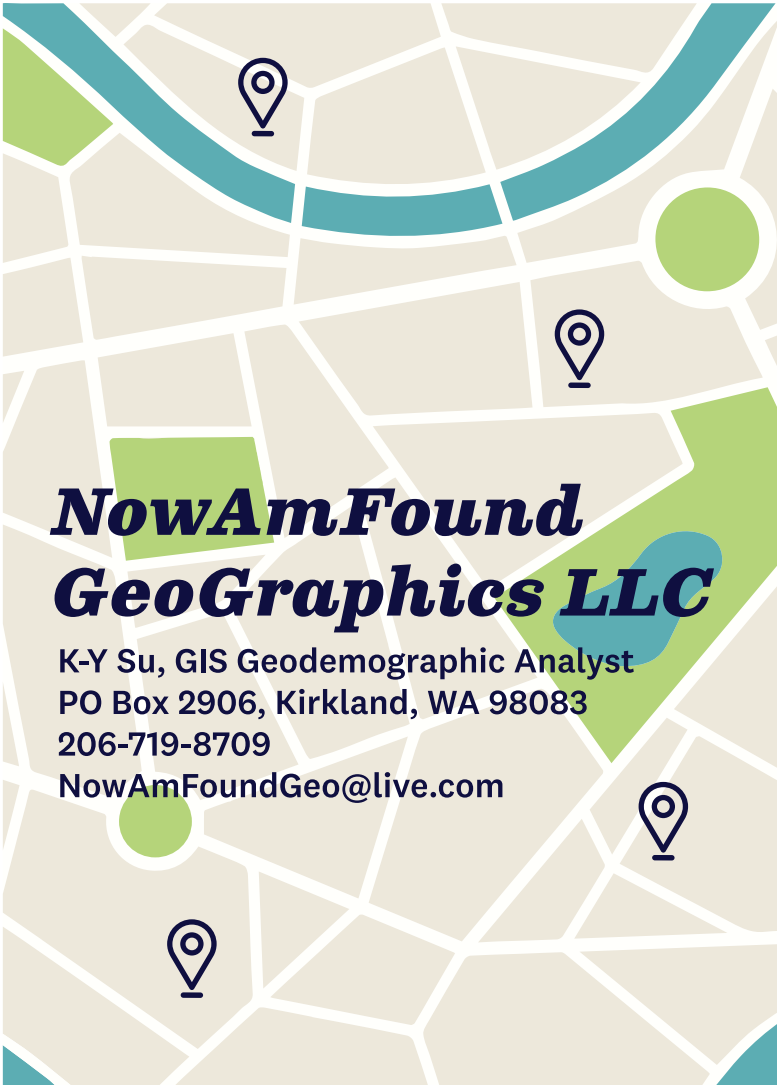 NowAmFound
GeoGraphics LLC
K-Y Su, GIS Geodemographic Analyst
PO Box 2906, Kirkland, WA 98083
206-719-8709
NowAmFoundGeo@live.com